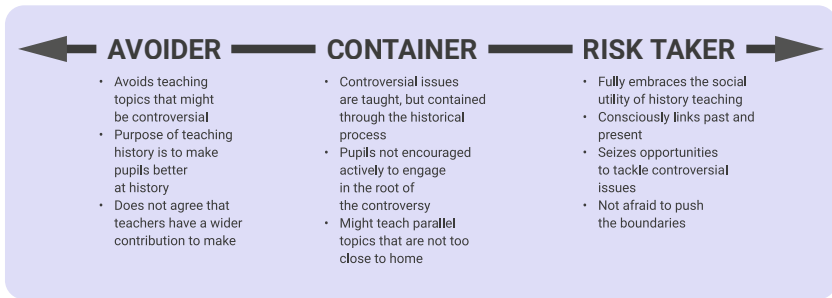 AVOIDER
• Avoids teaching
topics that might
be controversial
• Purpose of teaching
history is to make
pupils better
at history
• Does not agree that
teachers have a wider
contribution to make
CONTAINER
• Controversial issues
are taught, but contained
through the historical
process
• Pupils not encouraged
actively to engage
in the root of
the controversy
• Might teach parallel
topics that are not too
close to home
RISK TAKER
• Fully embraces the social
utility of history teaching
• Consciously links past and
present
• Seizes opportunities
to tackle controversial
issues
• Not afraid to push
the boundaries